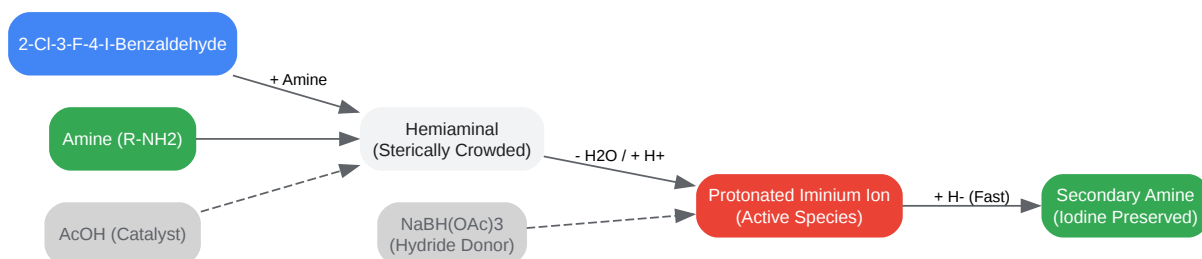 2-Cl-3-F-4-I-Benzaldehyde
+ Amine
Amine (R-NH2)
Hemiaminal
(Sterically Crowded)
- H2O / + H+
AcOH (Catalyst)
NaBH(OAc)3
(Hydride Donor)
Protonated Iminium Ion
(Active Species)
+ H- (Fast)
Secondary Amine
(Iodine Preserved)